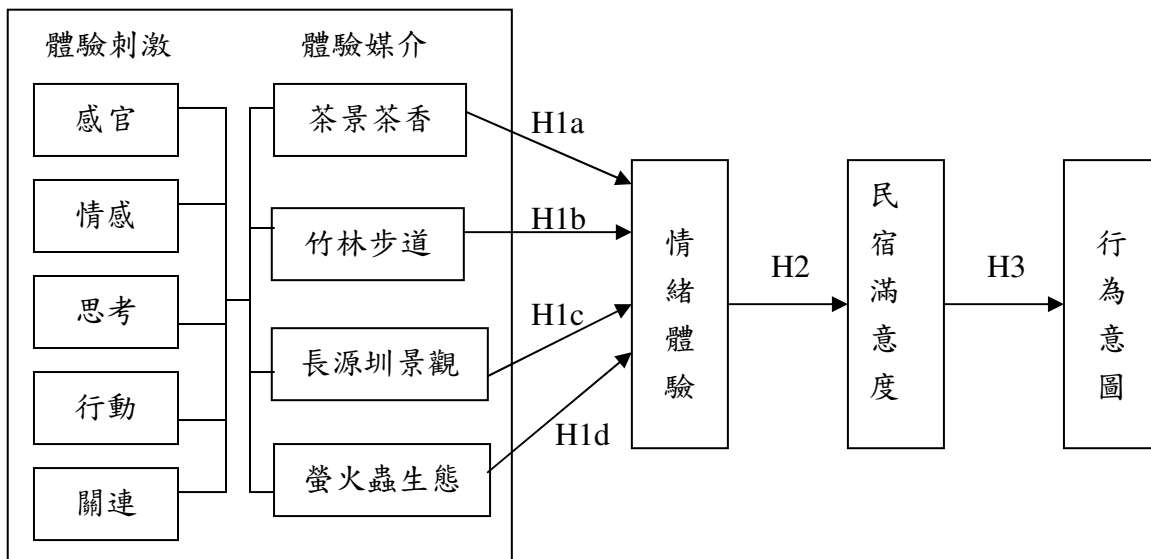 體驗刺激
感官
情感
思考
行動
關連
體驗媒介
茶景茶香
竹林步道
長源圳景觀
螢火蟲生態
H1a
H1b
H1c
H1d
情緒體驗
H2
民宿滿意度
H3
行為意圖